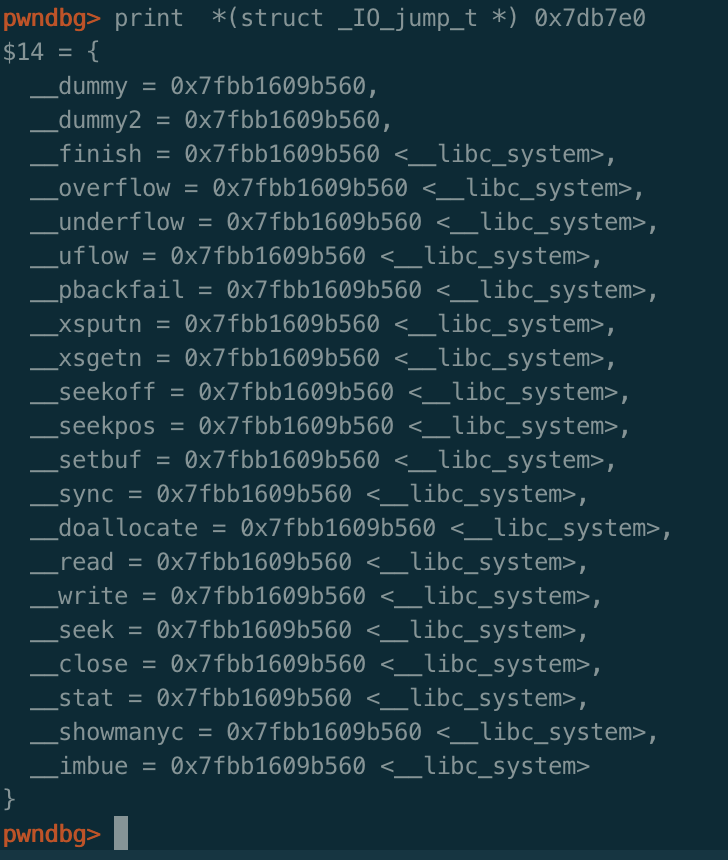 pwndbg> print  *(struct _IO_jump_t *) 0x7db7e0
$14 = {
  __dummy = 0x7fbb1609b560,
  __dummy2 = 0x7fbb1609b560,
  __finish = 0x7fbb1609b560 <__libc_system>,
  __overflow = 0x7fbb1609b560 <__libc_system>,
  __underflow = 0x7fbb1609b560 <__libc_system>,
  __uflow = 0x7fbb1609b560 <__libc_system>,
  __pbackfail = 0x7fbb1609b560 <__libc_system>,
  __xsputn = 0x7fbb1609b560 <__libc_system>,
  __xsgetn = 0x7fbb1609b560 <__libc_system>,
  __seekoff = 0x7fbb1609b560 <__libc_system>,
  __seekpos = 0x7fbb1609b560 <__libc_system>,
  __setbuf = 0x7fbb1609b560 <__libc_system>,
  __sync = 0x7fbb1609b560 <__libc_system>,
  __doallocate = 0x7fbb1609b560 <__libc_system>,
  __read = 0x7fbb1609b560 <__libc_system>,
  __write = 0x7fbb1609b560 <__libc_system>,
  __seek = 0x7fbb1609b560 <__libc_system>,
  __close = 0x7fbb1609b560 <__libc_system>,
  __stat = 0x7fbb1609b560 <__libc_system>,
  __showmanyc = 0x7fbb1609b560 <__libc_system>,
  __imbue = 0x7fbb1609b560 <__libc_system>
}
pwndbg>